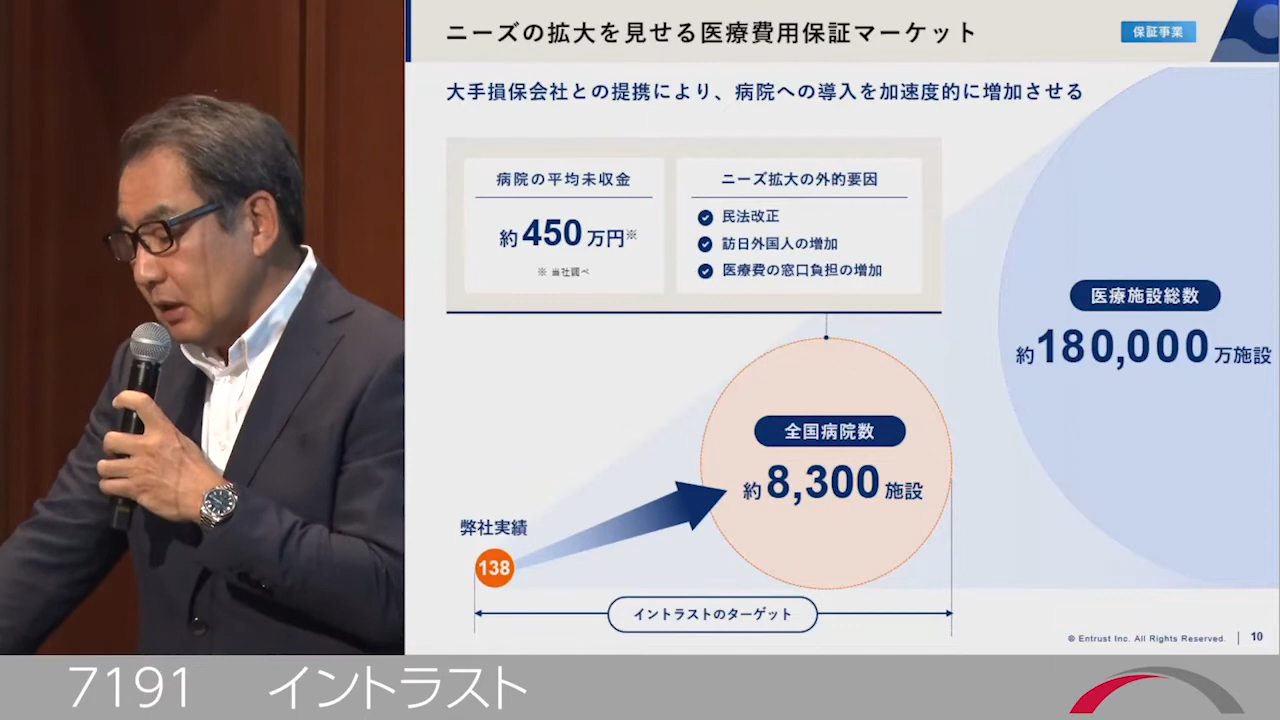 ニーズの拡大を見せる医療費用保証マーケット
保証事業
大手損保会社との提携により、病院への導入を加速度的に増加させる
病院の平均未収金
約450万円※
※ 当社調べ
ニーズ拡大の外的要因
民法改正
訪日外国人の増加
医療費の窓口負担の増加
医療施設総数
約180,000万施設
全国病院数
約8,300施設
弊社実績
138
イントラストのターゲット
© Entrust Inc. All Rights Reserved.
10
7191 イントラスト